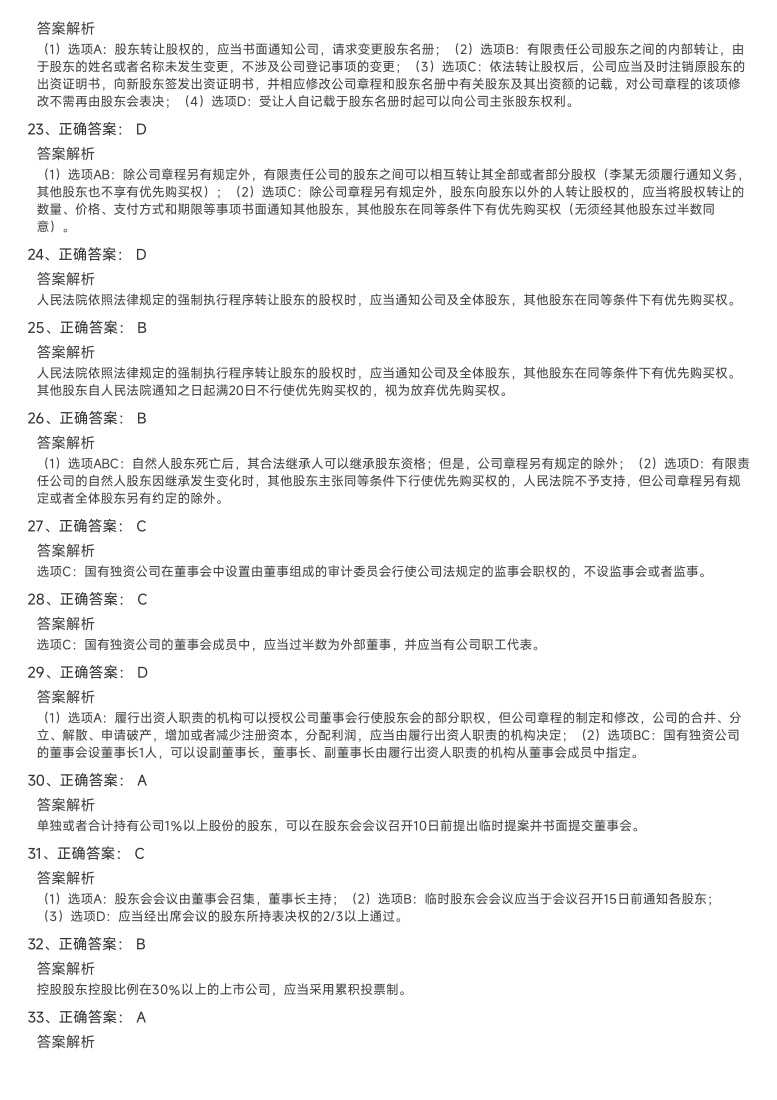 答案解析
（1）选项A：股东转让股权的，应当书面通知公司，请求变更股东名册；（2）选项B：有限责任公司股东之间的内部转让，由
于股东的姓名或者名称未发生变更，不涉及公司登记事项的变更；（3）选项C：依法转让股权后，公司应当及时注销原股东的
出资证明书，向新股东签发出资证明书，并相应修改公司章程和股东名册中有关股东及其出资额的记载，对公司章程的该项修
改不需再由股东会表决；（4）选项D：受让人自记载于股东名册时起可以向公司主张股东权利。
23、正确答案： D
答案解析
（1）选项AB：除公司章程另有规定外，有限责任公司的股东之间可以相互转让其全部或者部分股权（李某无须履行通知义务，
其他股东也不享有优先购买权）；（2）选项C：除公司章程另有规定外，股东向股东以外的人转让股权的，应当将股权转让的
数量、价格、支付方式和期限等事项书面通知其他股东，其他股东在同等条件下有优先购买权（无须经其他股东过半数同
意）。
24、正确答案： D
答案解析
人民法院依照法律规定的强制执行程序转让股东的股权时，应当通知公司及全体股东，其他股东在同等条件下有优先购买权。
25、正确答案： B
答案解析
人民法院依照法律规定的强制执行程序转让股东的股权时，应当通知公司及全体股东，其他股东在同等条件下有优先购买权。
其他股东自人民法院通知之日起满20日不行使优先购买权的，视为放弃优先购买权。
26、正确答案： B
答案解析
（1）选项ABC：自然人股东死亡后，其合法继承人可以继承股东资格；但是，公司章程另有规定的除外；（2）选项D：有限责
任公司的自然人股东因继承发生变化时，其他股东主张同等条件下行使优先购买权的，人民法院不予支持，但公司章程另有规
定或者全体股东另有约定的除外。
27、正确答案： C
答案解析
选项C：国有独资公司在董事会中设置由董事组成的审计委员会行使公司法规定的监事会职权的，不设监事会或者监事。
28、正确答案： C
答案解析
选项C：国有独资公司的董事会成员中，应当过半数为外部董事，并应当有公司职工代表。
29、正确答案： D
答案解析
（1）选项A：履行出资人职责的机构可以授权公司董事会行使股东会的部分职权，但公司章程的制定和修改，公司的合并、分
立、解散、申请破产，增加或者减少注册资本，分配利润，应当由履行出资人职责的机构决定；（2）选项BC：国有独资公司
的董事会设董事长1人，可以设副董事长，董事长、副董事长由履行出资人职责的机构从董事会成员中指定。
30、正确答案： A
答案解析
单独或者合计持有公司1%以上股份的股东，可以在股东会会议召开10日前提出临时提案并书面提交董事会。
31、正确答案： C
答案解析
（1）选项A：股东会会议由董事会召集，董事长主持；（2）选项B：临时股东会会议应当于会议召开15日前通知各股东；
（3）选项D：应当经出席会议的股东所持表决权的2/3以上通过。
32、正确答案： B
答案解析
控股股东控股比例在30%以上的上市公司，应当采用累积投票制。
33、正确答案： A
答案解析